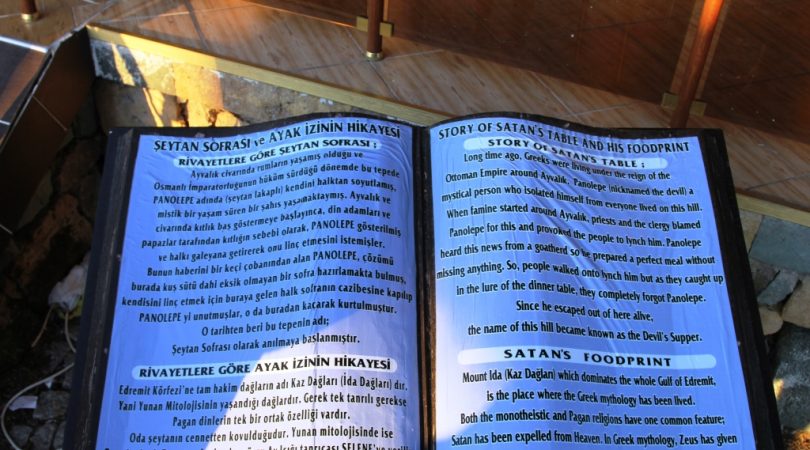 ŞEYTAN SOFRASI ve AYAK İZİNİN HİKAYESİ
RİVAYETLERE GÖRE ŞEYTAN SOFRASI :
Ayvalık civarında rumların yaşamış olduğu ve
Osmanlı İmparatorlugunun hüküm sürdüğü dönemde bu tepede
PANOLEPE adında (şeytan lakaplı) kendini halktan soyutlamış,
mistik bir yaşam süren bir şahıs yaşamaktaymış. Ayvalık ve
civarında kıtlık baş göstermeye başlayınca, din adamları ve
papazlar tarafından kıtlığın sebebi olarak, PANOLEPE gösterilmiş
ve halkı galeyana getirerek onu linç etmesini istemişler.
Bunun haberini bir keçi çobanından alan PANOLEPE, çözümü
burada kuş sütü dahi eksik olmayan bir sofra hazırlamakta bulmuş,
kendisini linç etmek için buraya gelen halk sofranın cazibesine kapılıp
PANOLEPE yi unutmuşlar, o da buradan kaçarak kurtulmuştur.
O tarihten beri bu tepenin adı;
Şeytan Sofrası olarak anılmaya başlanmıştır.
RİVAYETLERE GÖRE AYAK İZİNİN HİKAYESİ
Edremit Körfezi'ne tam hakim dağların adı Kaz Dağları (İda Dağları) dır.
Yani Yunan Mitolojisinin yaşandığı dağlardır. Gerek tek tanrılı gerekse
Pagan dinlerin tek bir ortak özelliği vardır.
Oda şeytanın cennetten kovulduğudur. Yunan mitolojisinde ise
Ay Işığı tanrıçası SELENE'ye
STORY OF SATAN'S TABLE AND HIS FOODPRINT
STORY OF SATAN'S TABLE :
Long time ago, Greeks were living under the reign of the
Ottoman Empire around Ayvalık. Panolepe (nicknamed the devil) a
mystical person who isolated himself from everyone lived on this hill.
When famine started around Ayvalık, priests and the clergy blamed
Panolepe for this and provoked the people to lynch him. Panolepe
heard this news from a goatherd so he prepared a perfect meal without
missing anything. So, people walked onto lynch him but as they caught up
in the lure of the dinner table, they completely forgot Panolepe.
Since he escaped out of here alive,
the name of this hill became known as the Devil's Supper.
SATAN'S FOODPRINT
Mount Ida (Kaz Dağları) which dominates the whole Gulf of Edremit,
is the place where the Greek mythology has been lived.
Both the monotheistic and Pagan religions have one common feature;
Satan has been expelled from Heaven. In Greek mythology, Zeus has given